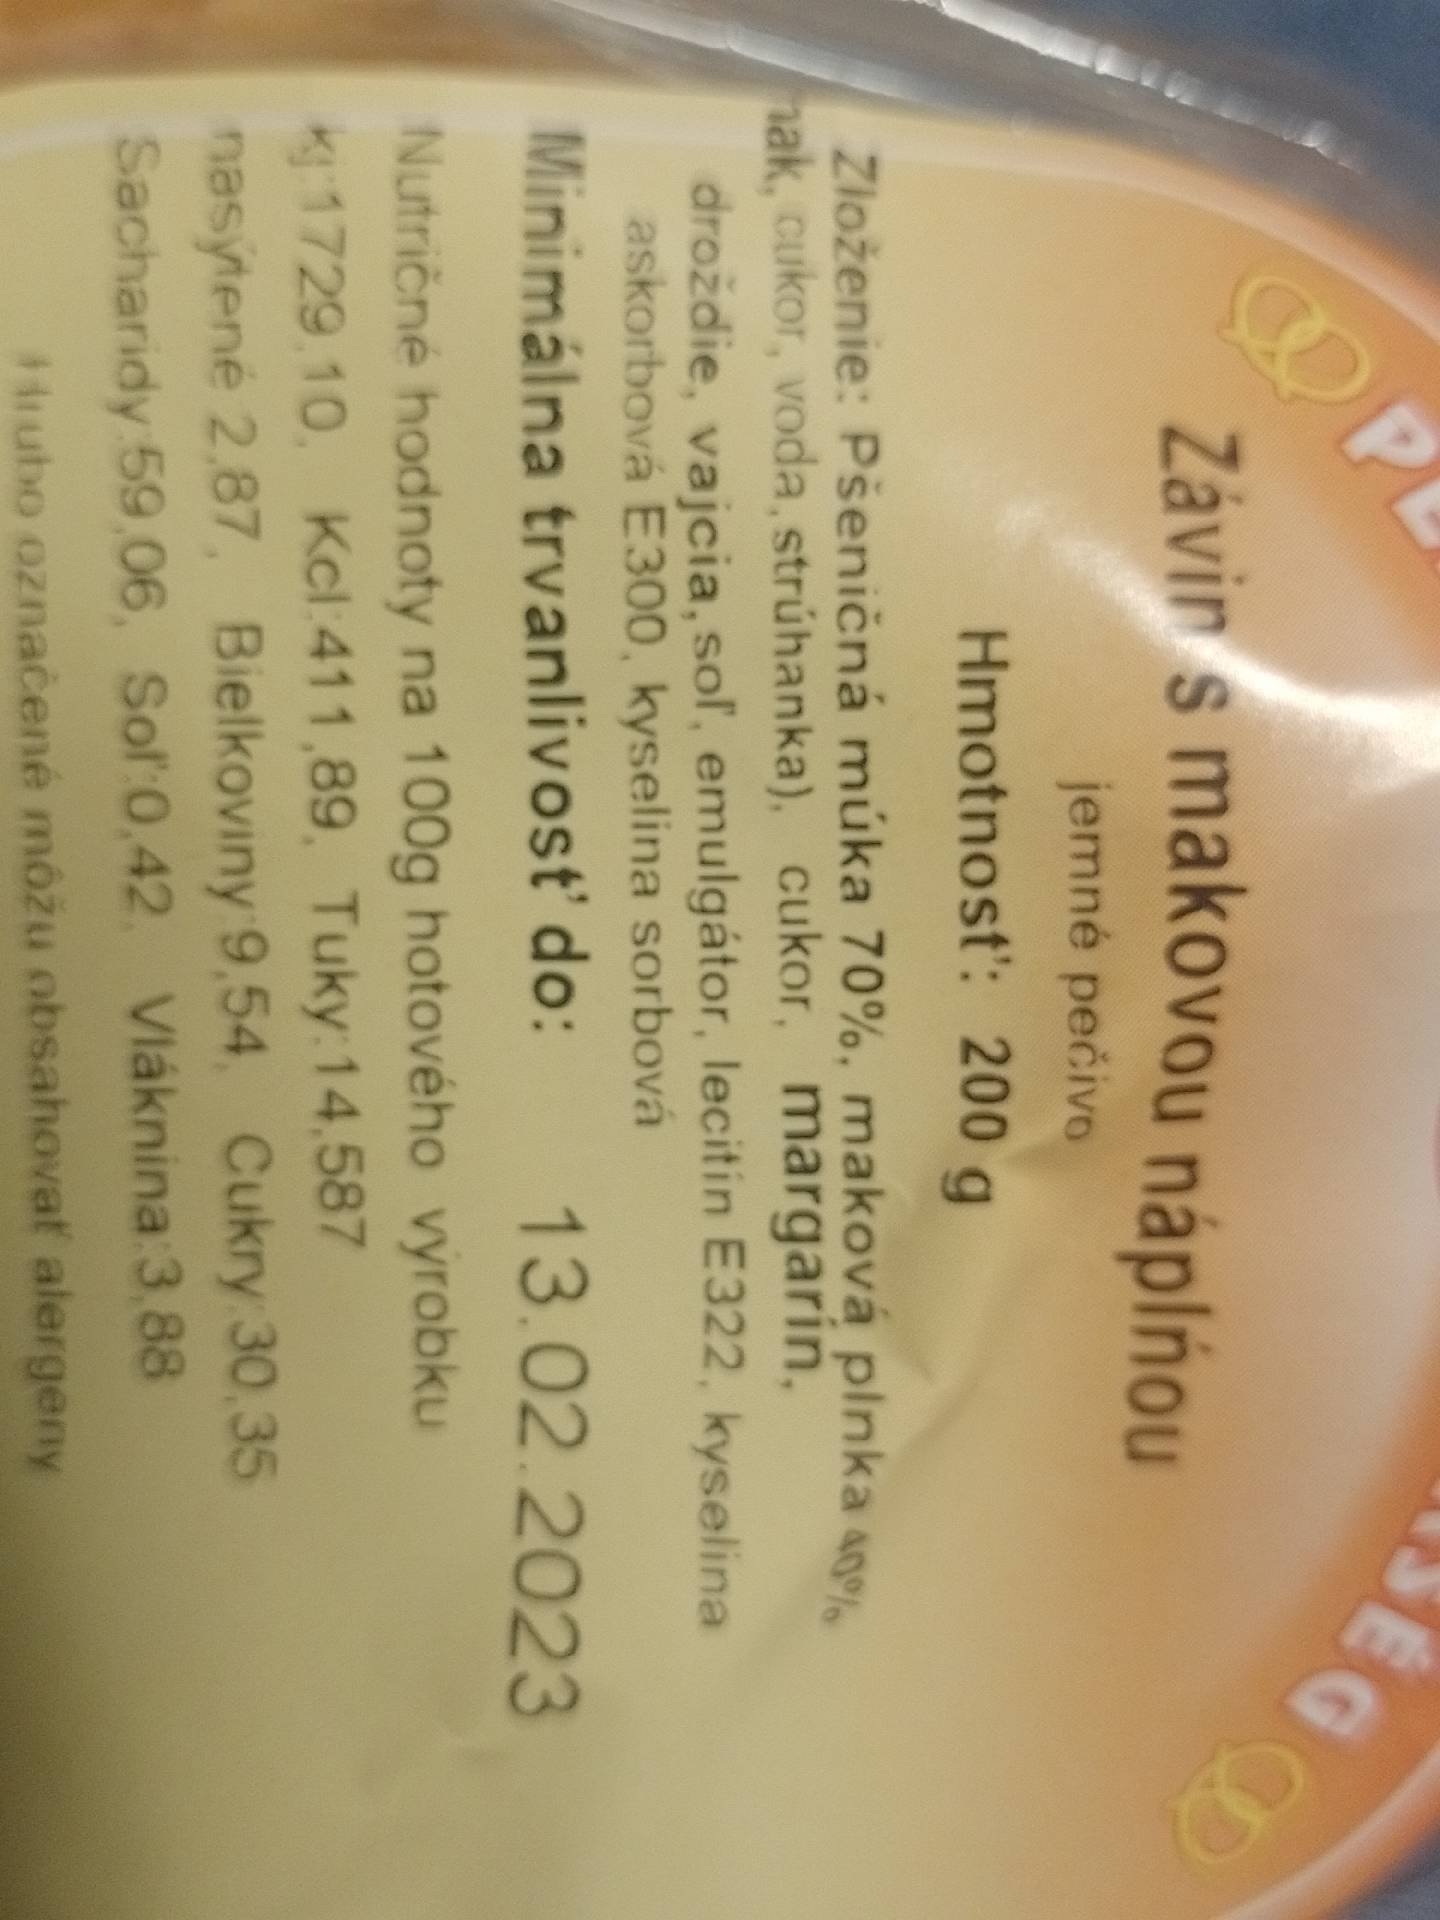 Závin s makovou náplńou
jemné pečivo
Hmotnosť: 200 g
Zloženie: Pšeničná múka 70%, maková plnka 40%
mak, cukor, voda, strúhanka), cukor, margarín,
droždie, vajcia, soľ, emulgátor, lecitín E322, kyselina
askorbová E300, kyselina sorbová
Minimálna trvanlivosť do: 13.02.2023
Nutričné hodnoty na 100g hotového výrobku
kj:1729,10, Kcl:411,89, Tuky:14,587
nasýtené 2,87, Bielkoviny:9,54, Cukry:30,35
Sacharidy:59,06, Soľ:0,42, Vláknina:3,88
Hrubo označené môžu obsahovať alergény